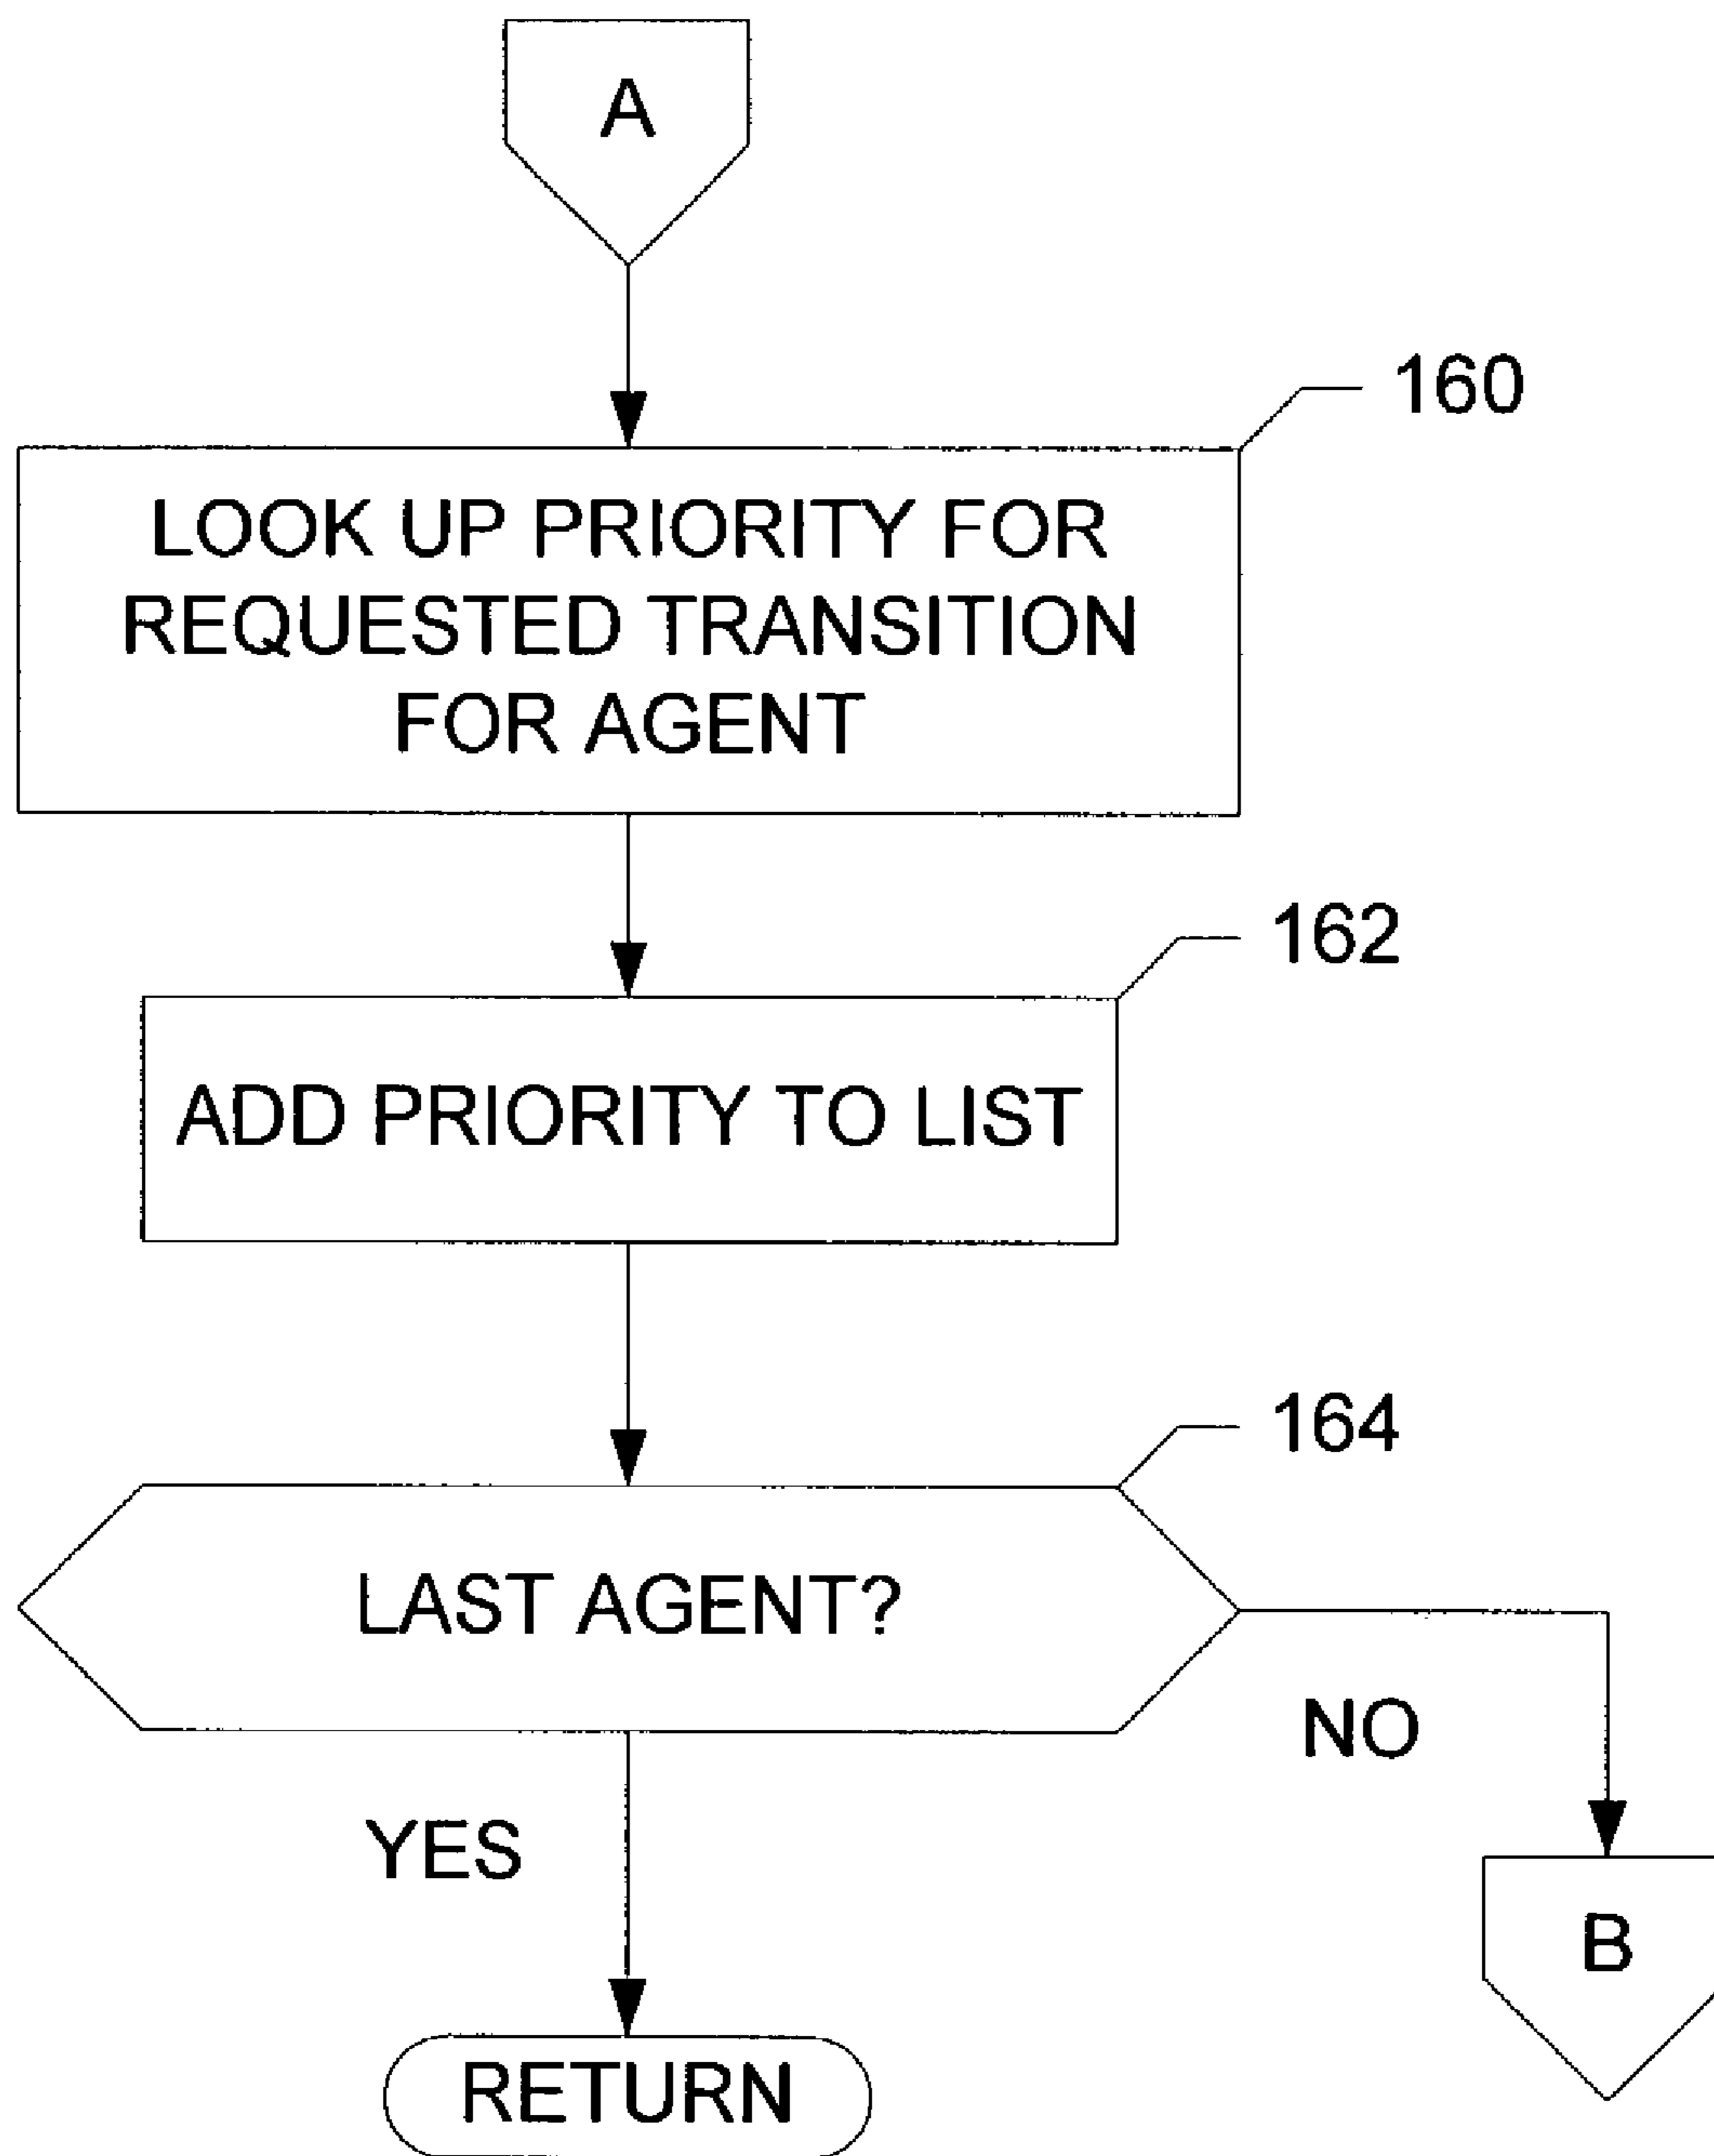 A
160
LOOK UP PRIORITY FOR
REQUESTED TRANSITION
FOR AGENT
162
ADD PRIORITY TO LIST
164
LAST AGENT?
NO
YES
B
RETURN